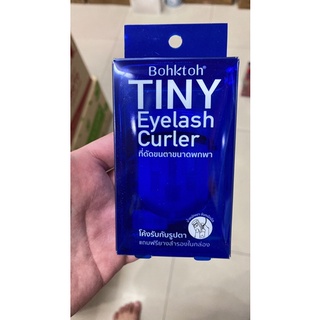 Bohktoh®
TINY
Eyelash
Curler
ที่ดัดขนตาขนาดพกพา
โค้งรับกับรูปตา
แถมฟรียางสำรองในกล่อง